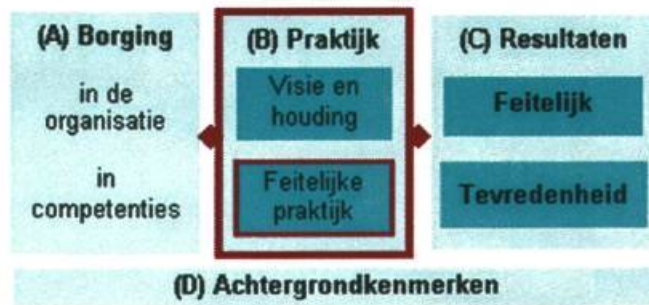 (A) Borging
in de
organisatie
in
competenties
(B) Praktijk
Visie en
houding
Feitelijke
praktijk
(C) Resultaten
Feitelijk
Tevredenheid
(D) Achtergrondkenmerken